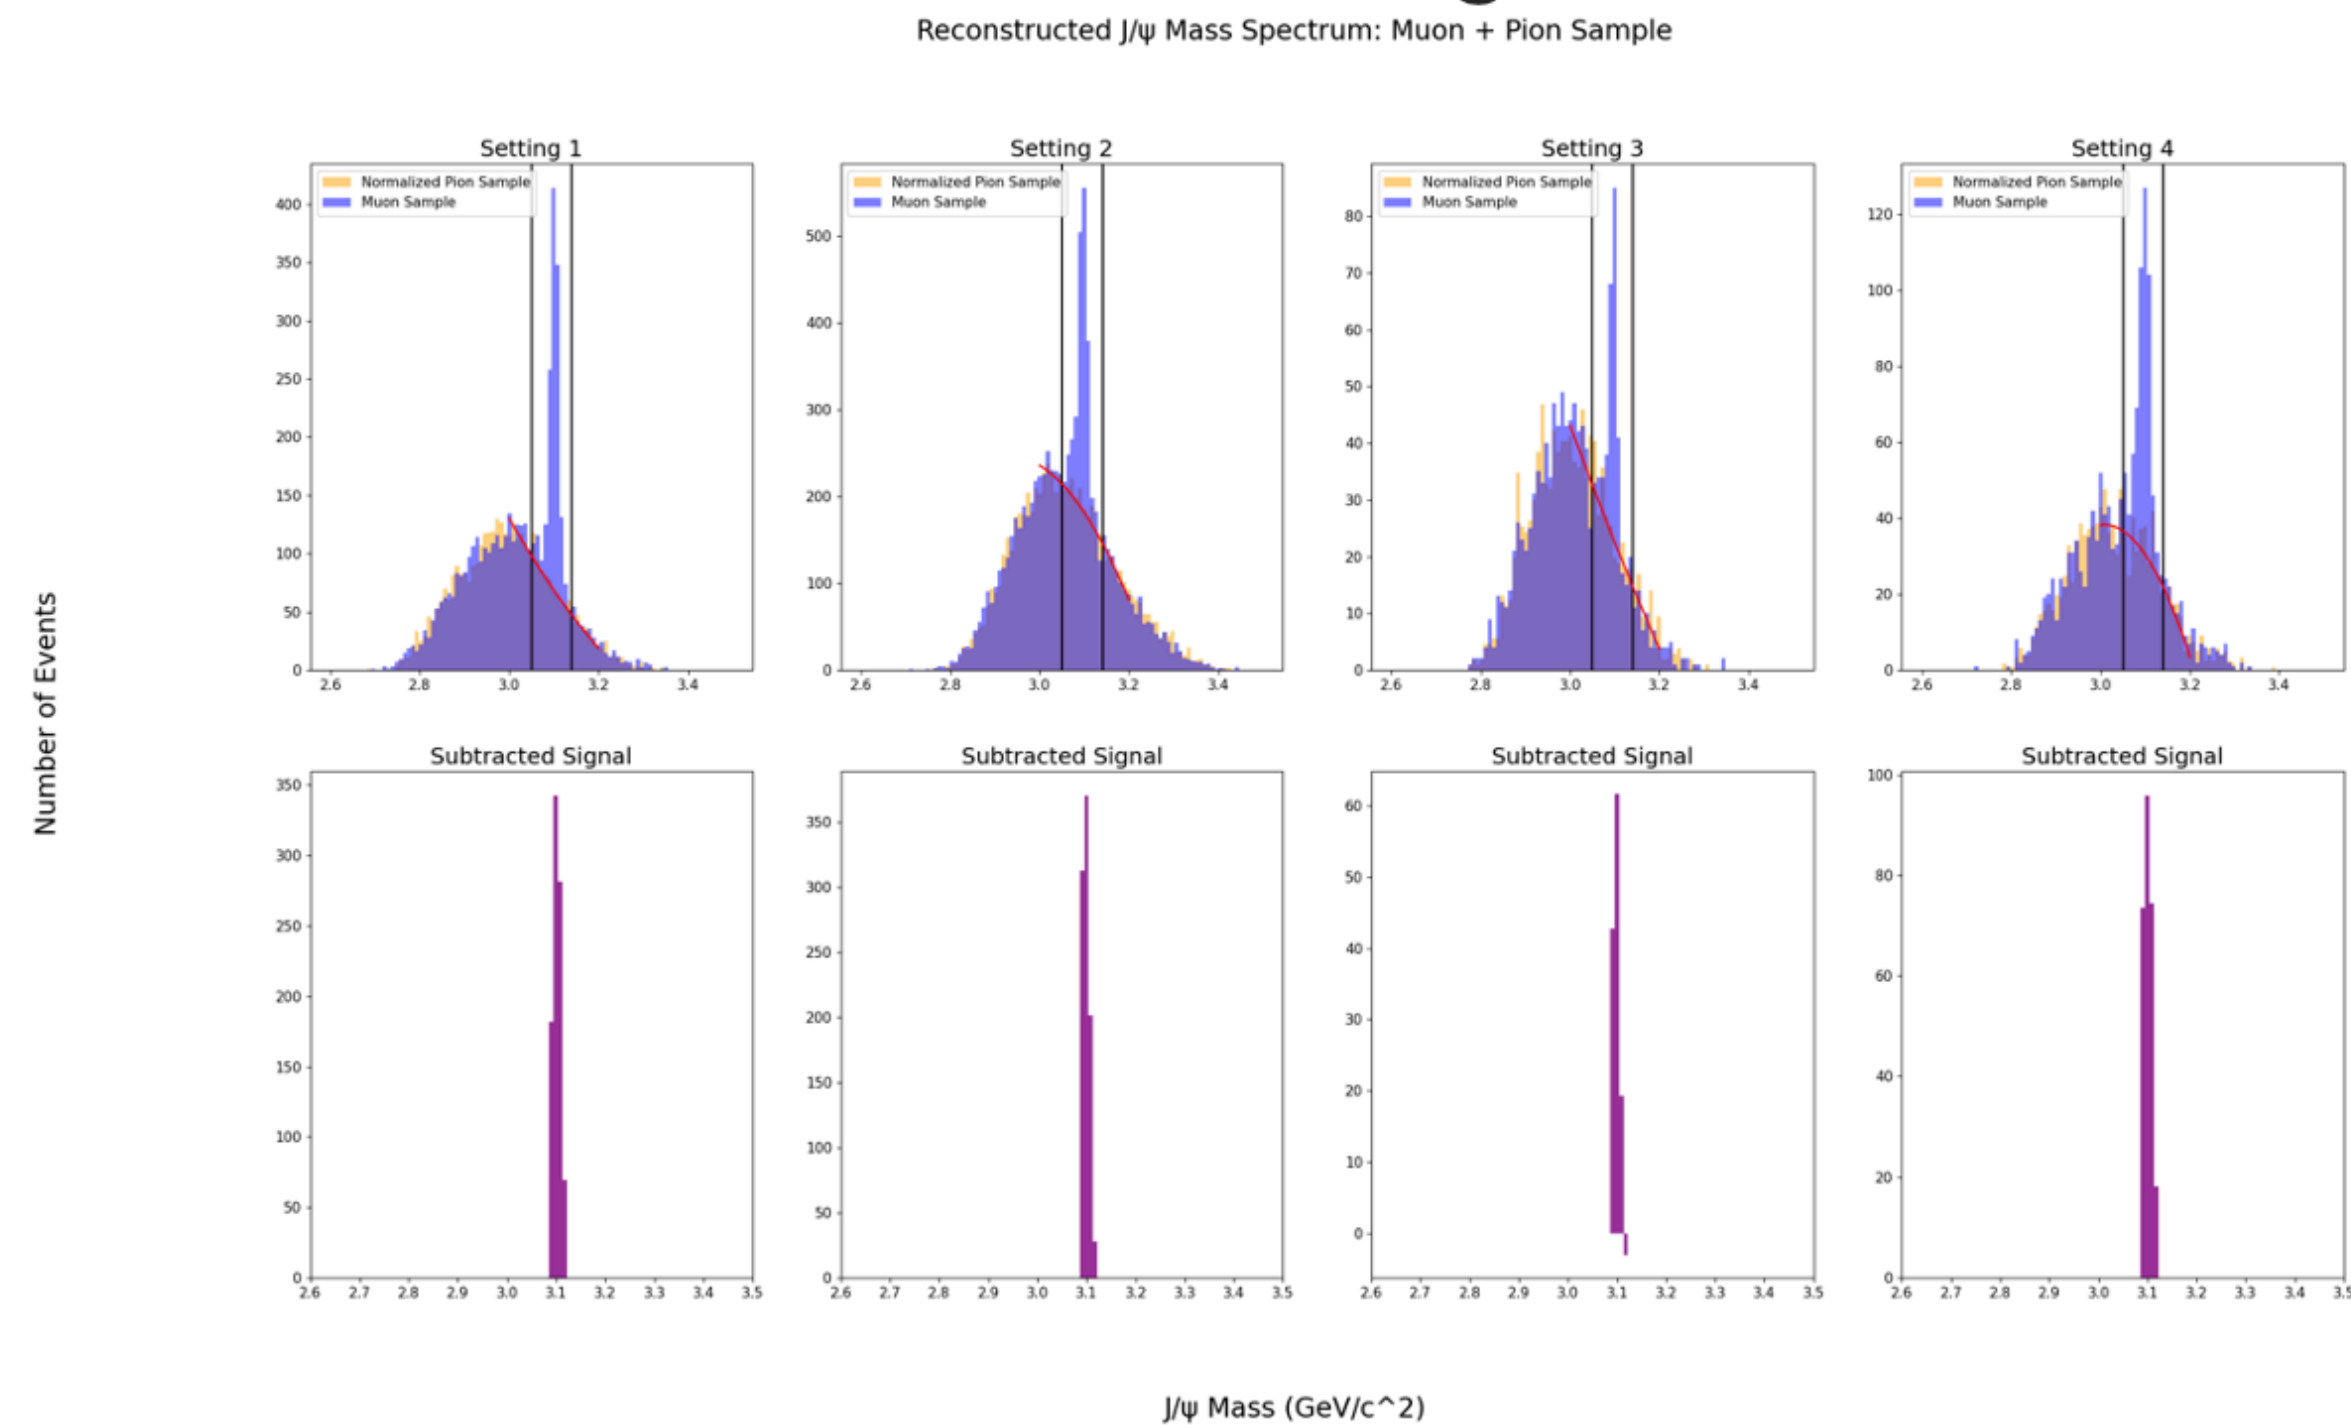 Reconstructed J/ψ Mass Spectrum: Muon + Pion Sample
Setting 1
Setting 2
Setting 3
Setting 4
Normalized Pion Sample
Muon Sample
Normalized Pion Sample
Muon Sample
Normalized Pion Sample
Muon Sample
Normalized Pion Sample
Muon Sample
400
350
300
250
200
150
100
50
0
2.6 2.8 3.0 3.2 3.4
500
400
300
200
100
0
2.6 2.8 3.0 3.2 3.4
80
70
60
50
40
30
20
10
0
2.6 2.8 3.0 3.2 3.4
120
100
80
60
40
20
0
2.6 2.8 3.0 3.2 3.4
Number of Events
Subtracted Signal
Subtracted Signal
Subtracted Signal
Subtracted Signal
350
300
250
200
150
100
50
0
2.6 2.7 2.8 2.9 3.0 3.1 3.2 3.3 3.4 3.5
350
300
250
200
150
100
50
0
2.6 2.7 2.8 2.9 3.0 3.1 3.2 3.3 3.4 3.5
60
50
40
30
20
10
0
2.6 2.7 2.8 2.9 3.0 3.1 3.2 3.3 3.4 3.5
100
80
60
40
20
0
2.6 2.7 2.8 2.9 3.0 3.1 3.2 3.3 3.4
J/ψ Mass (GeV/c^2)